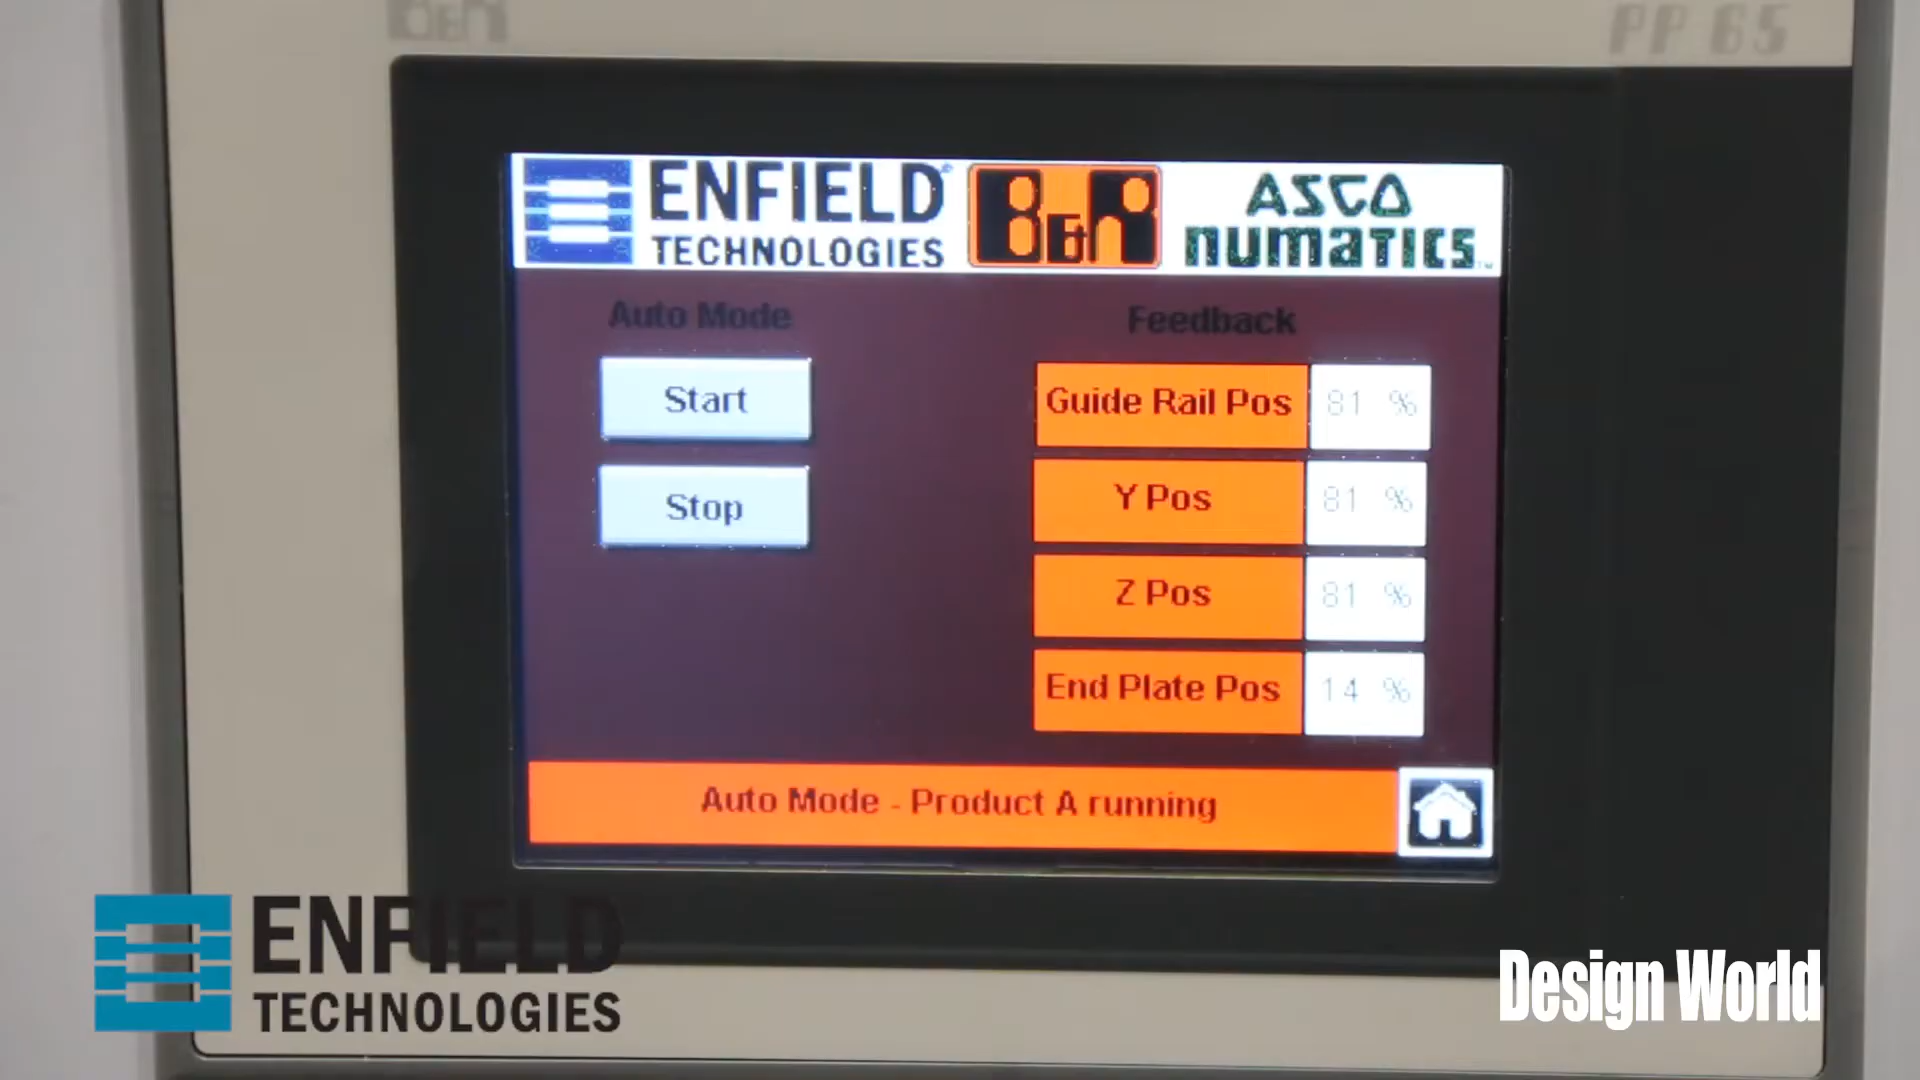 B&R
PP 65
ENFIELD
TECHNOLOGIES
B&R
ASCO
numatics™
Auto Mode
Feedback
Start
Guide Rail Pos 81 %
Stop
Y Pos 81 %
Z Pos 81 %
End Plate Pos 14 %
Auto Mode - Product A running
ENFIELD
TECHNOLOGIES
Design World